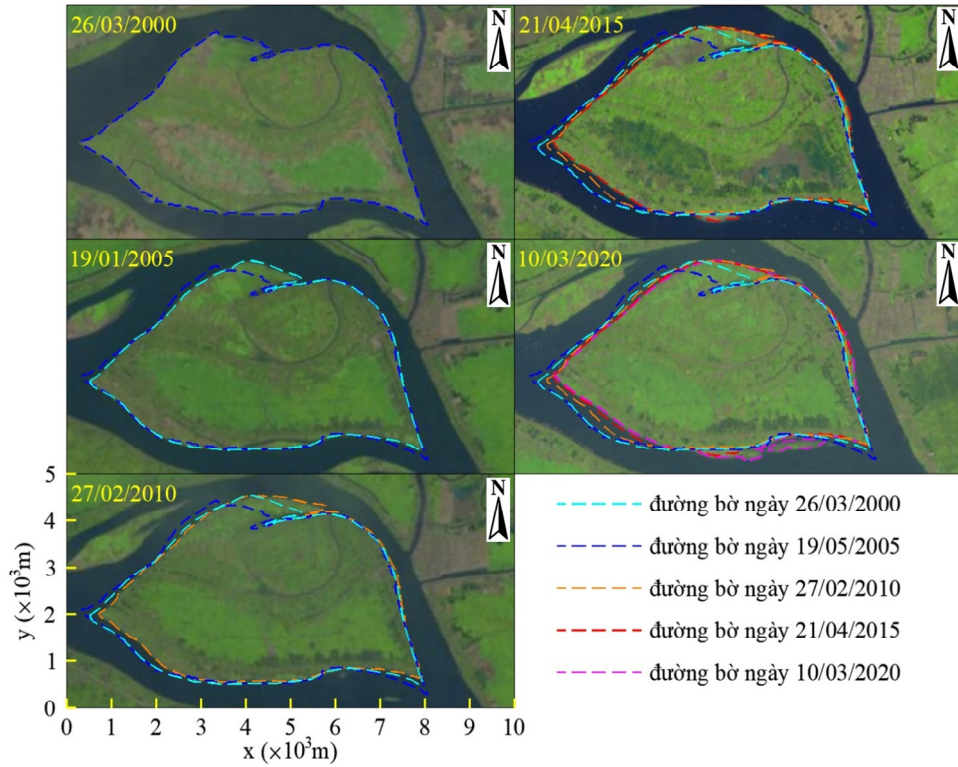 26/03/2000
N
21/04/2015
N
19/01/2005
N
10/03/2020
N
27/02/2010
N
5
4
3
2
1
0
y (×10³m)
0 1 2 3 4 5 6 7 8 9 10
x (×10³m)
đường bờ ngày 26/03/2000
đường bờ ngày 19/05/2005
đường bờ ngày 27/02/2010
đường bờ ngày 21/04/2015
đường bờ ngày 10/03/2020